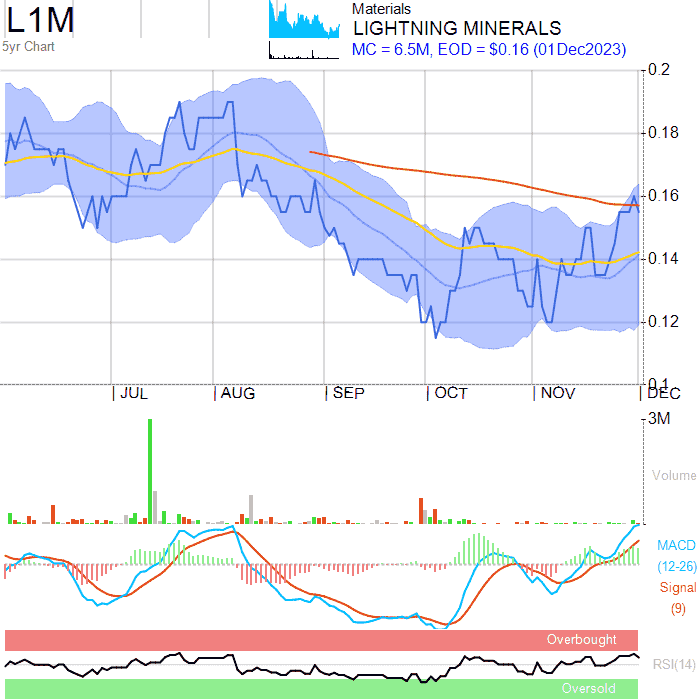 L1M
5yr Chart
Materials
LIGHTNING MINERALS
MC = 6.5M, EOD = $0.16 (01Dec2023)
0.2
0.18
0.16
0.14
0.12
0.1
JUL AUG SEP OCT NOV DEC
3M
Volume
MACD
(12-26)
Signal
(9)
Overbought
RSI(14)
Oversold